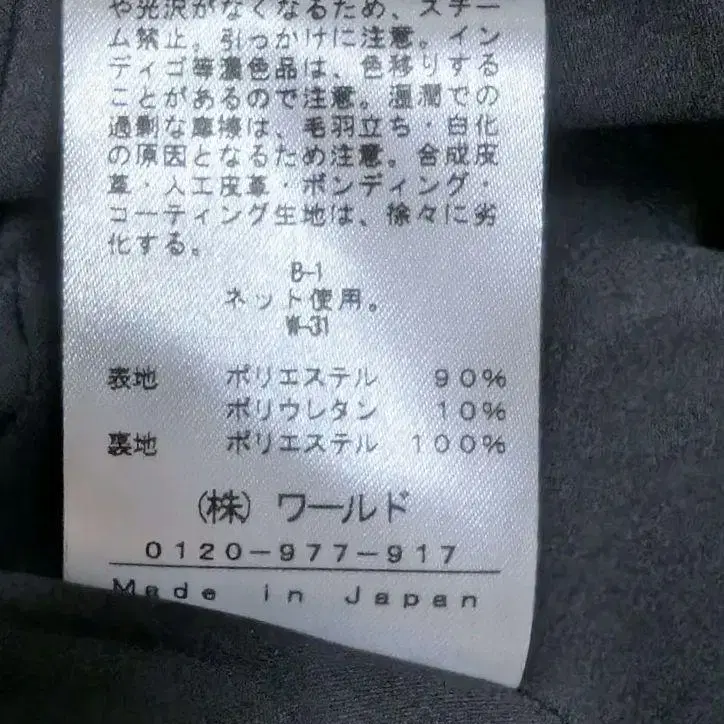 や光沢がなくなるため、スチー
ム禁止。引っかけに注意。イン
ディゴ等濃色品は、色移りする
ことがあるので注意。湿潤での
過剰な摩擦は、毛羽立ち・白化
の原因となるため注意。合成皮
革・人工皮革・ボンディング・
コーティング生地は、徐々に劣
化する。
B-1
ネット使用。
W-31
表地 ポリエステル 90%
ポリウレタン 10%
裏地 ポリエステル 100%
(株) ワールド
0120-977-917
Made in Japan